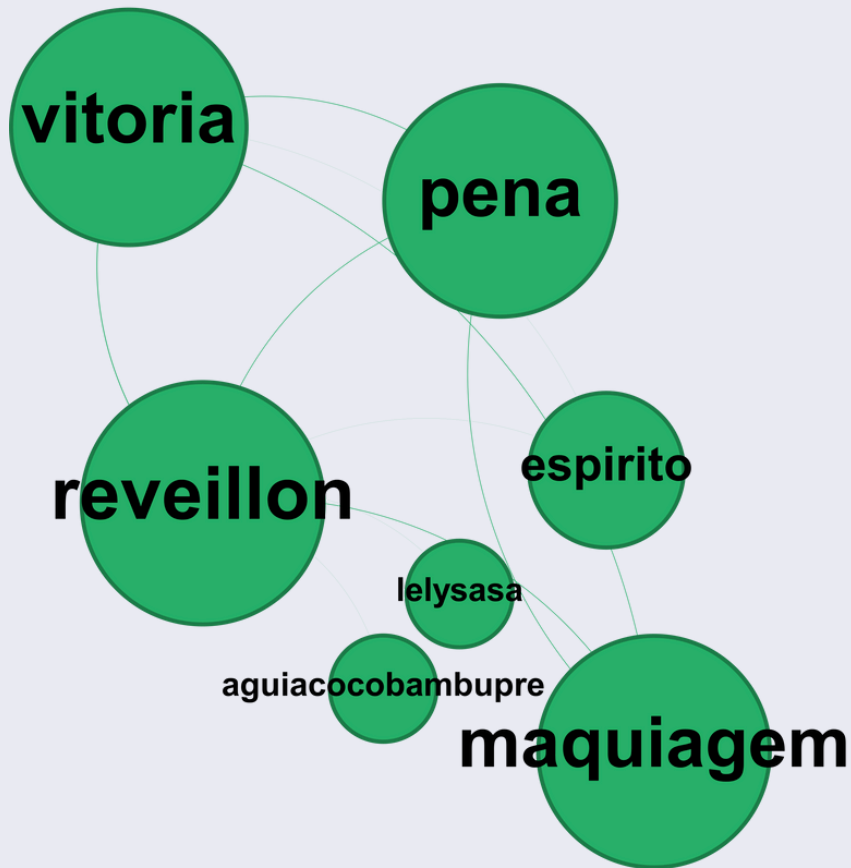 vitoria
pena
reveillon
espirito
lelysasa
aguiacocobambupre
maquiagem